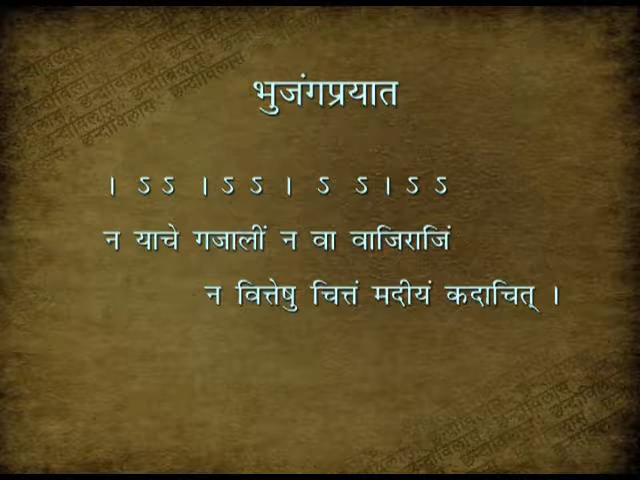 भुजंगप्रयात
। ऽ ऽ । ऽ ऽ । ऽ ऽ । ऽ ऽ
न याचे गजालीं न वा वाजिराजिं
न वित्तेषु चित्तं मदीयं कदाचित् ।